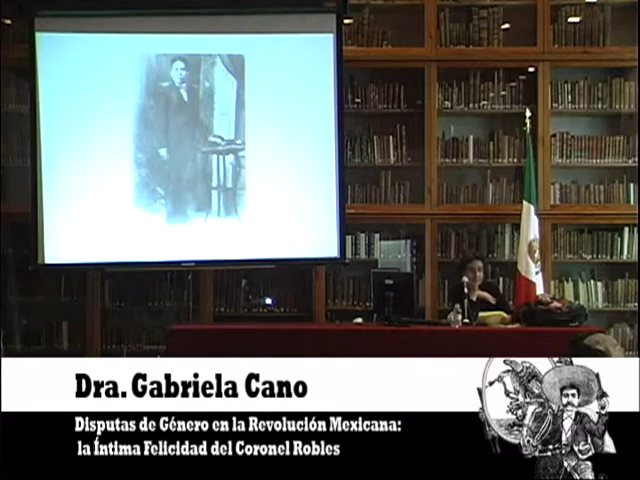 Dra. Gabriela Cano
Disputas de Género en la Revolución Mexicana:
la Íntima Felicidad del Coronel Robles